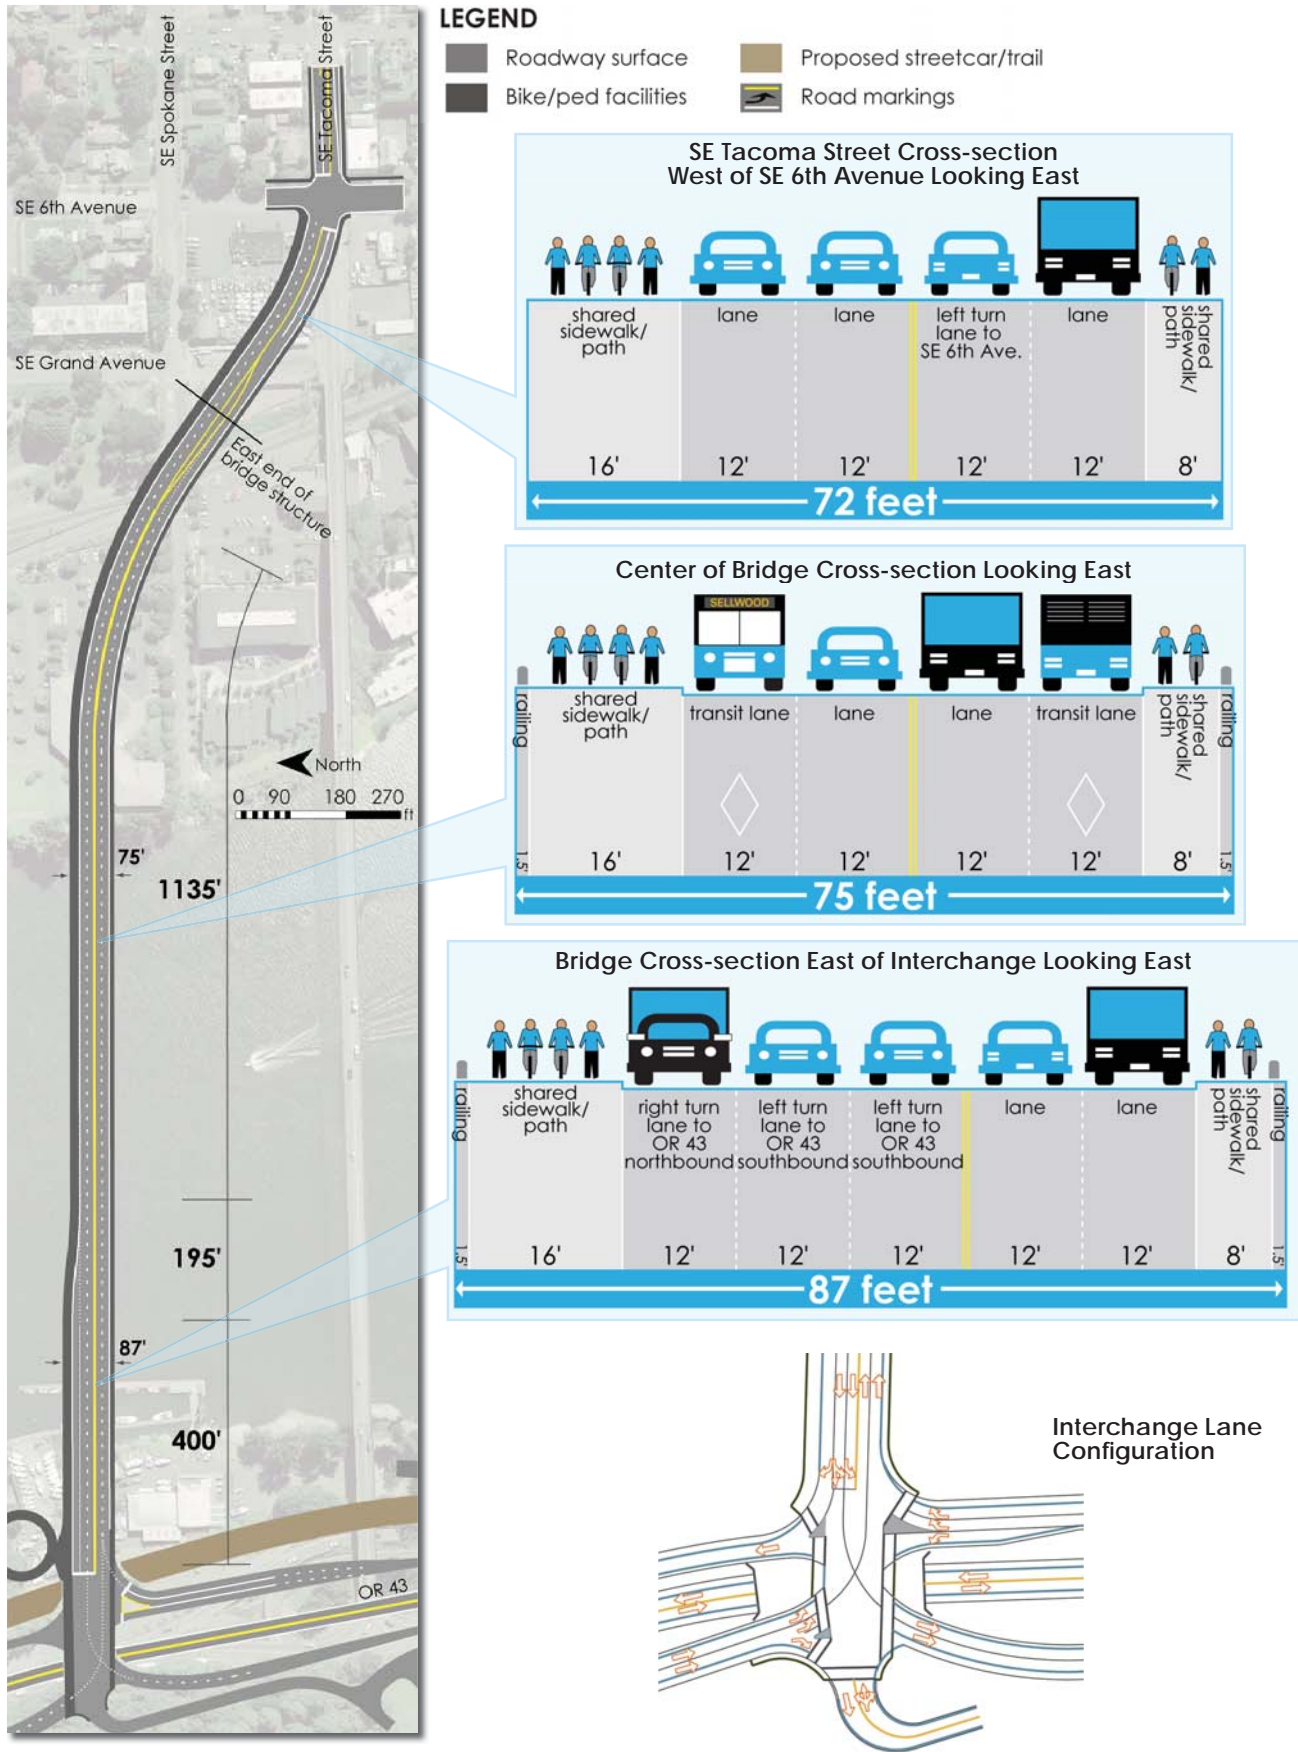 LEGEND
Roadway surface
Proposed streetcar/trail
Bike/ped facilities
Road markings
SE Spokane Street
SE Tacoma Street
SE 6th Avenue
SE Grand Avenue
East end of
bridge structure
North
0 90 180 270
ft
75'
1135'
195'
87'
400'
OR 43
SE Tacoma Street Cross-section
West of SE 6th Avenue Looking East
shared
sidewalk/
path
lane
lane
left turn
lane to
SE 6th Ave.
lane
shared
sidewalk/
path
16' 12' 12' 12' 12' 8'
72 feet
Center of Bridge Cross-section Looking East
SELLWOOD
railing
shared
sidewalk/
path
transit lane
lane
lane
transit lane
shared
sidewalk/
path
railing
1.5' 16' 12' 12' 12' 12' 8' 1.5'
75 feet
Bridge Cross-section East of Interchange Looking East
railing
shared
sidewalk/
path
right turn
lane to
OR 43
northbound
left turn
lane to
OR 43
southbound
left turn
lane to
OR 43
southbound
lane
lane
shared
sidewalk/
path
railing
1.5' 16' 12' 12' 12' 12' 12' 8' 1.5'
87 feet
Interchange Lane
Configuration